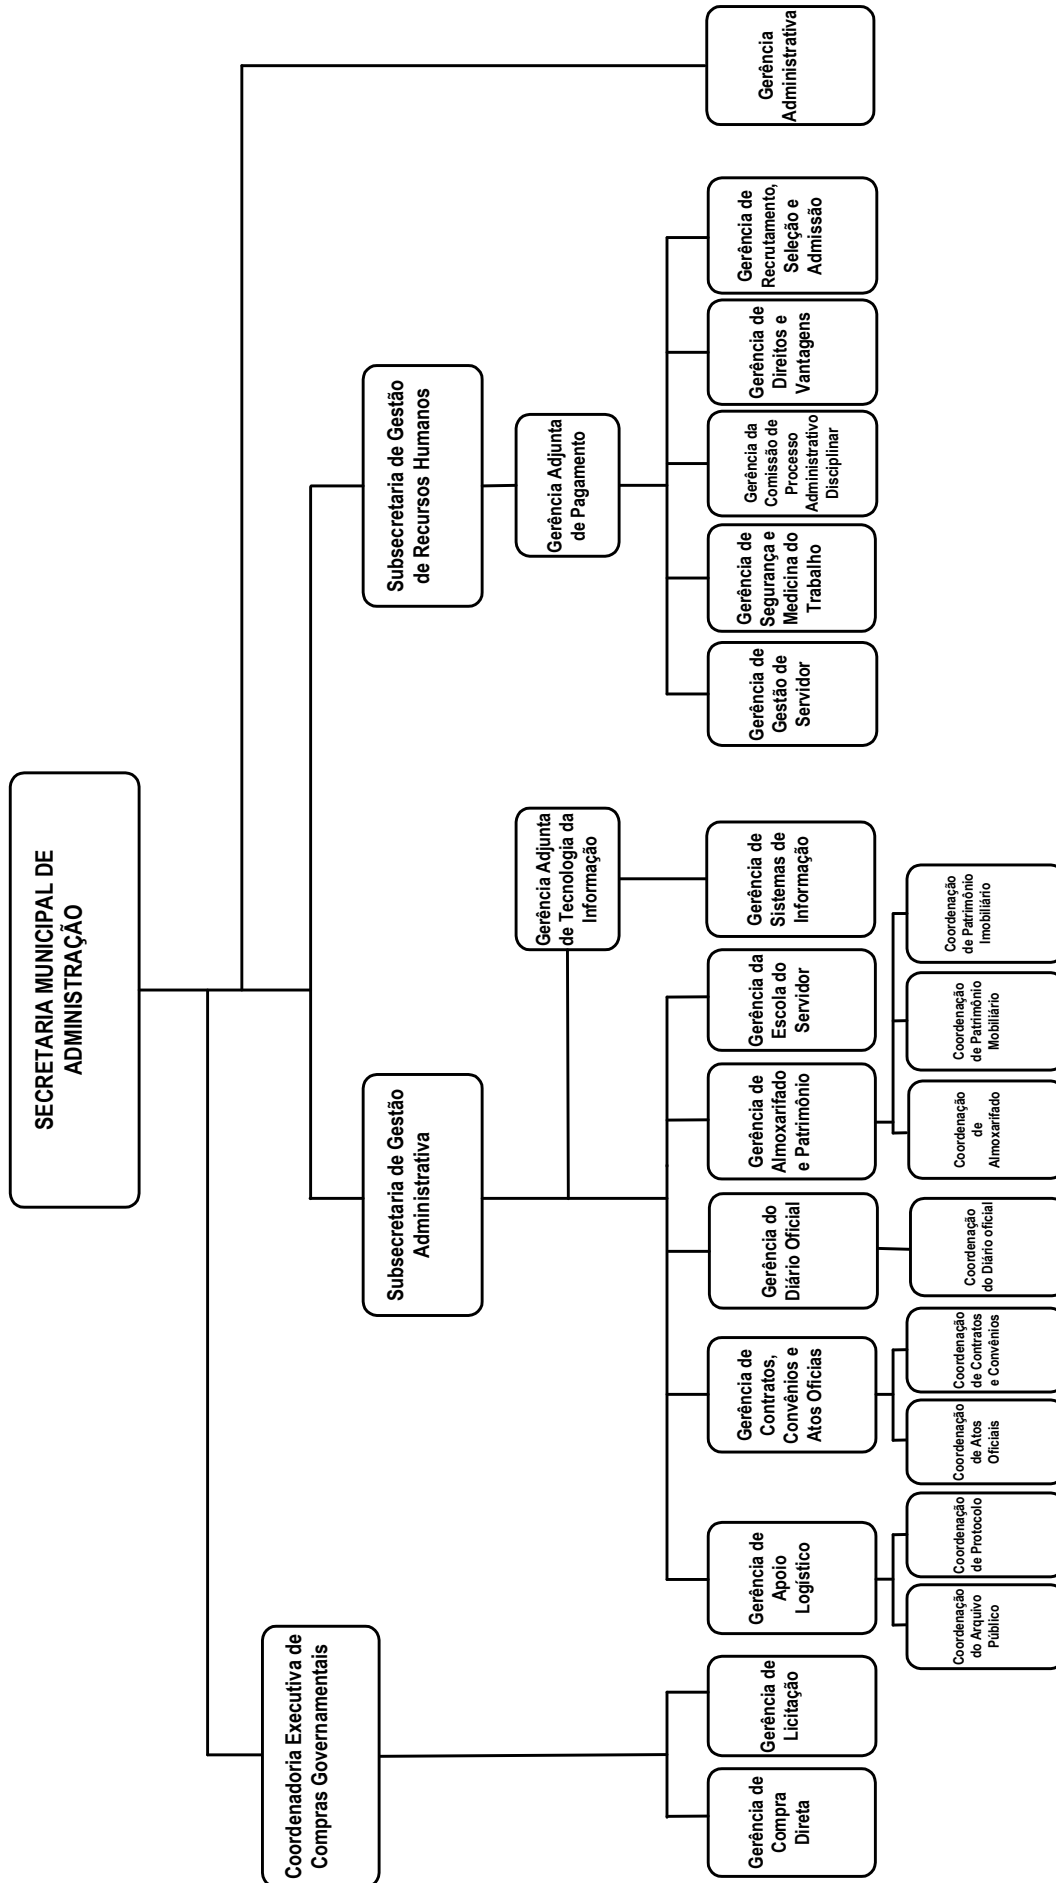 SECRETARIA MUNICIPAL DE
ADMINISTRAÇÃO
Coordenadoria Executiva de
Compras Governamentais
Subsecretaria de Gestão
Administrativa
Subsecretaria de Gestão
de Recursos Humanos
Gerência Adjunta
de Tecnologia da
Informação
Gerência Adjunta
de Pagamento
Gerência de
Compra
Direta
Gerência de
Licitação
Gerência de
Apoio
Logístico
Gerência de
Contratos,
Convênios e
Atos Oficias
Gerência do
Diário Oficial
Gerência de
Almoxarifado
e Patrimônio
Gerência da
Escola do
Servidor
Gerência de
Sistemas de
Informação
Gerência de
Gestão de
Servidor
Gerência de
Segurança e
Medicina do
Trabalho
Gerência da
Comissão de
Processo
Administrativo
Disciplinar
Gerência de
Direitos e
Vantagens
Gerência de
Recrutamento,
Seleção e
Admissão
Gerência
Administrativa
Coordenação
do Arquivo
Público
Coordenação
de Protocolo
Coordenação
de Atos
Oficiais
Coordenação
de Contratos
e Convênios
Coordenação
do Diário oficial
Coordenação
de
Almoxarifado
Coordenação
de Patrimônio
Mobiliário
Coordenação
de Patrimônio
Imobiliário